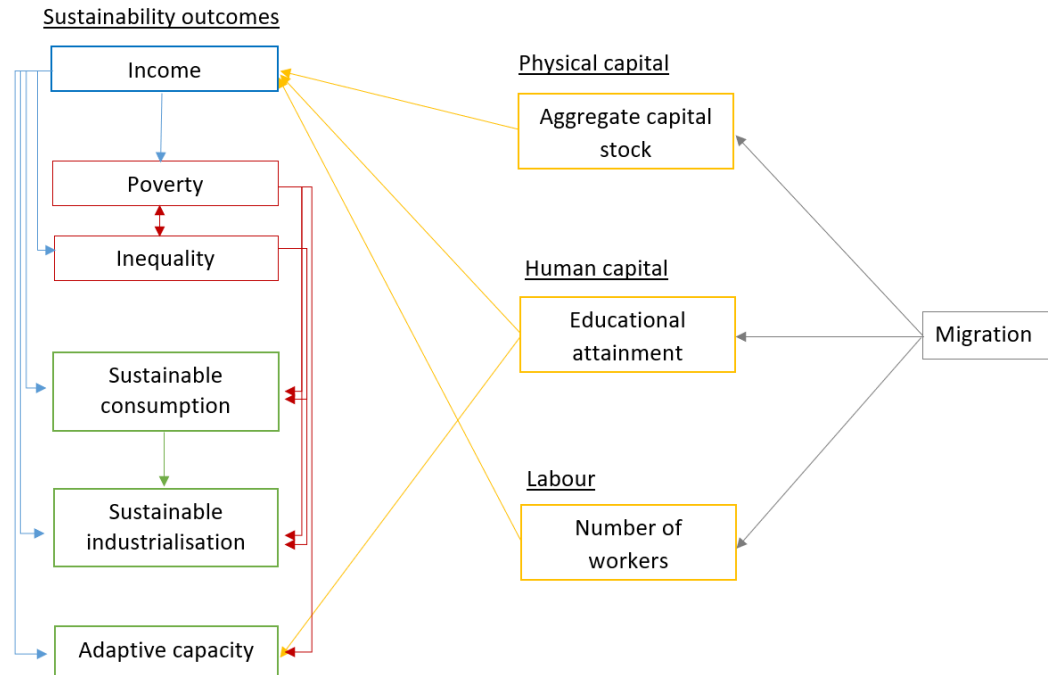 Sustainability outcomes
Income
Poverty
Inequality
Sustainable
consumption
Sustainable
industrialisation
Adaptive capacity
Physical capital
Aggregate capital
stock
Human capital
Educational
attainment
Labour
Number of
workers
Migration